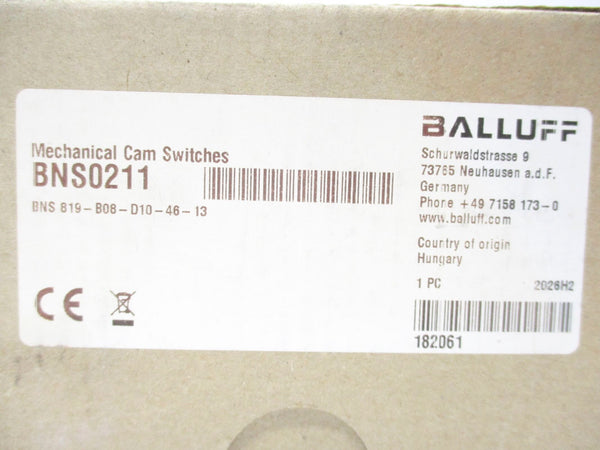 Mechanical Cam Switches
BNS0211
BNS 819-B08-D10-46-13
BALLUFF
Schurwaldstrasse 9
73765 Neuhausen a.d.F.
Germany
Phone +49 7158 173-0
www.balluff.com
Country of origin
Hungary
1 PC 2026H2
182061
CE